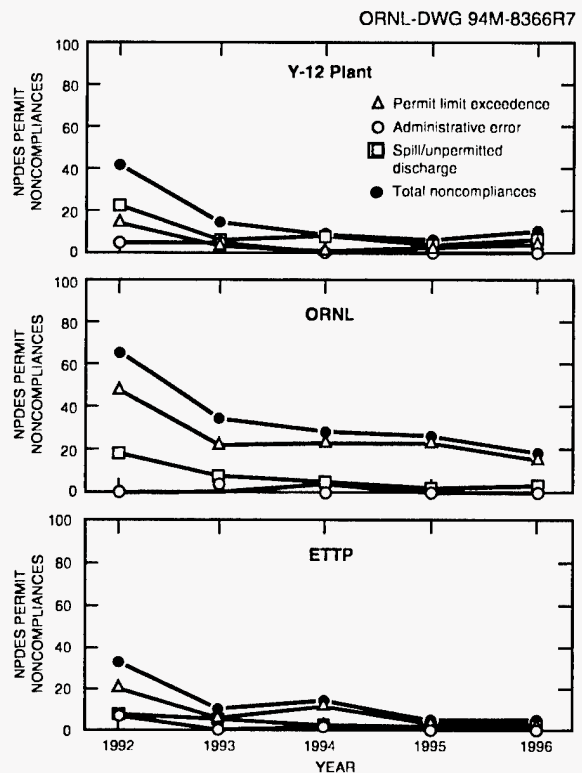 ORNL-DWG 94M-8366R7
100
80
60
40
20
0
NPDES PERMIT
NONCOMPLIANCES
Y-12 Plant
Permit limit exceedence
Administrative error
Spill/unpermitted
discharge
Total noncompliances
100
80
60
40
20
0
NPDES PERMIT
NONCOMPLIANCES
ORNL
100
80
60
40
20
0
NPDES PERMIT
NONCOMPLIANCES
ETTP
1992 1993 1994 1995 1996
YEAR